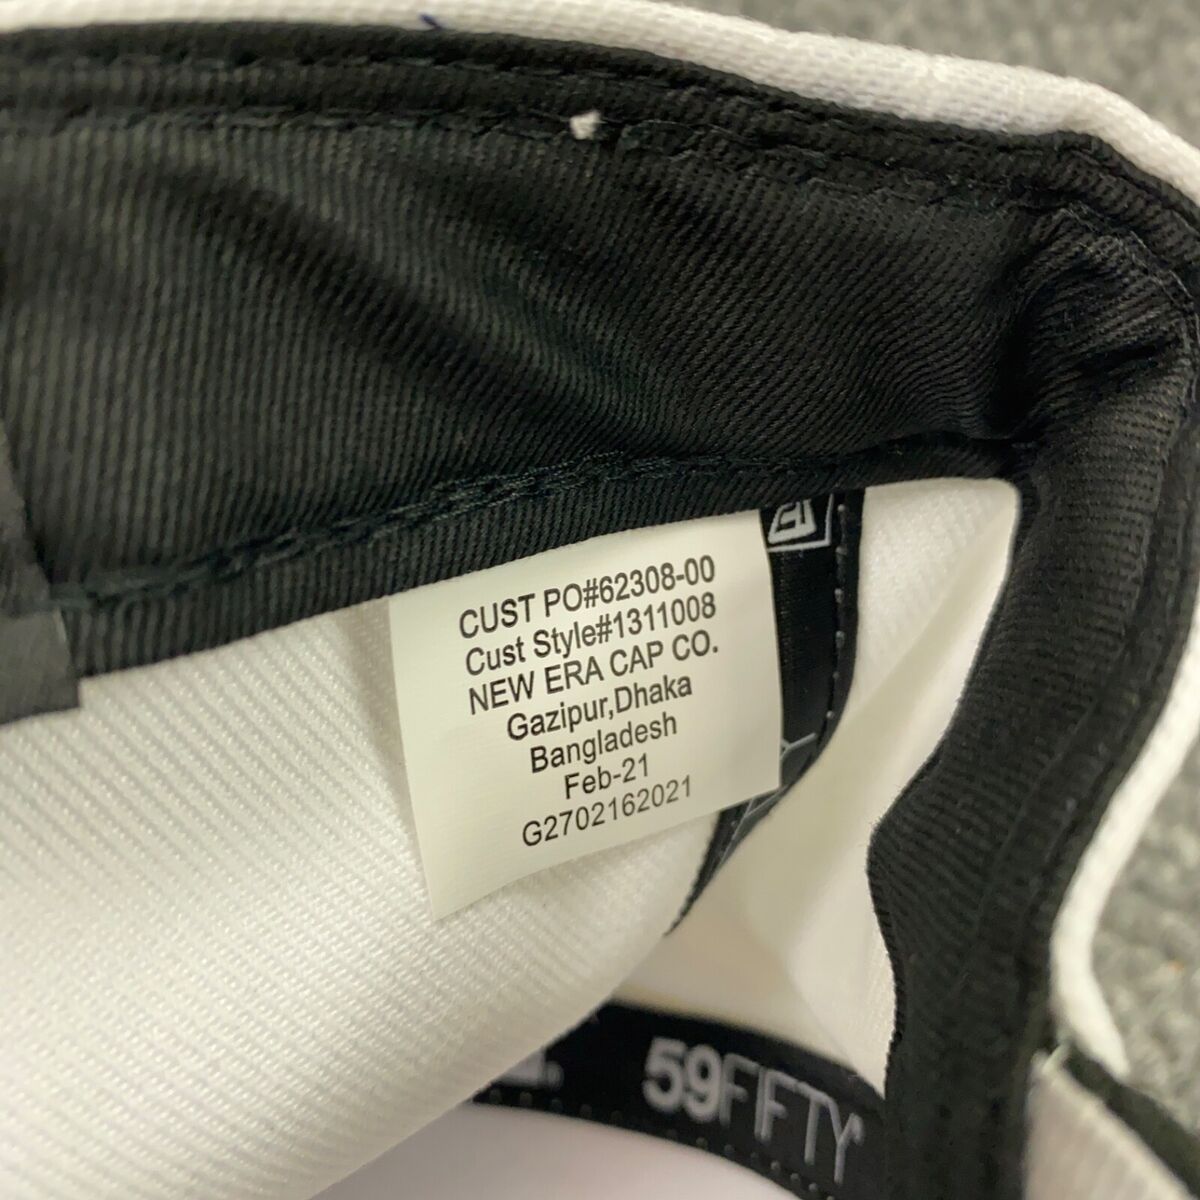 CUST PO#62308-00
Cust Style#1311008
NEW ERA CAP CO.
Gazipur,Dhaka
Bangladesh
Feb-21
G2702162021
59FIFTY